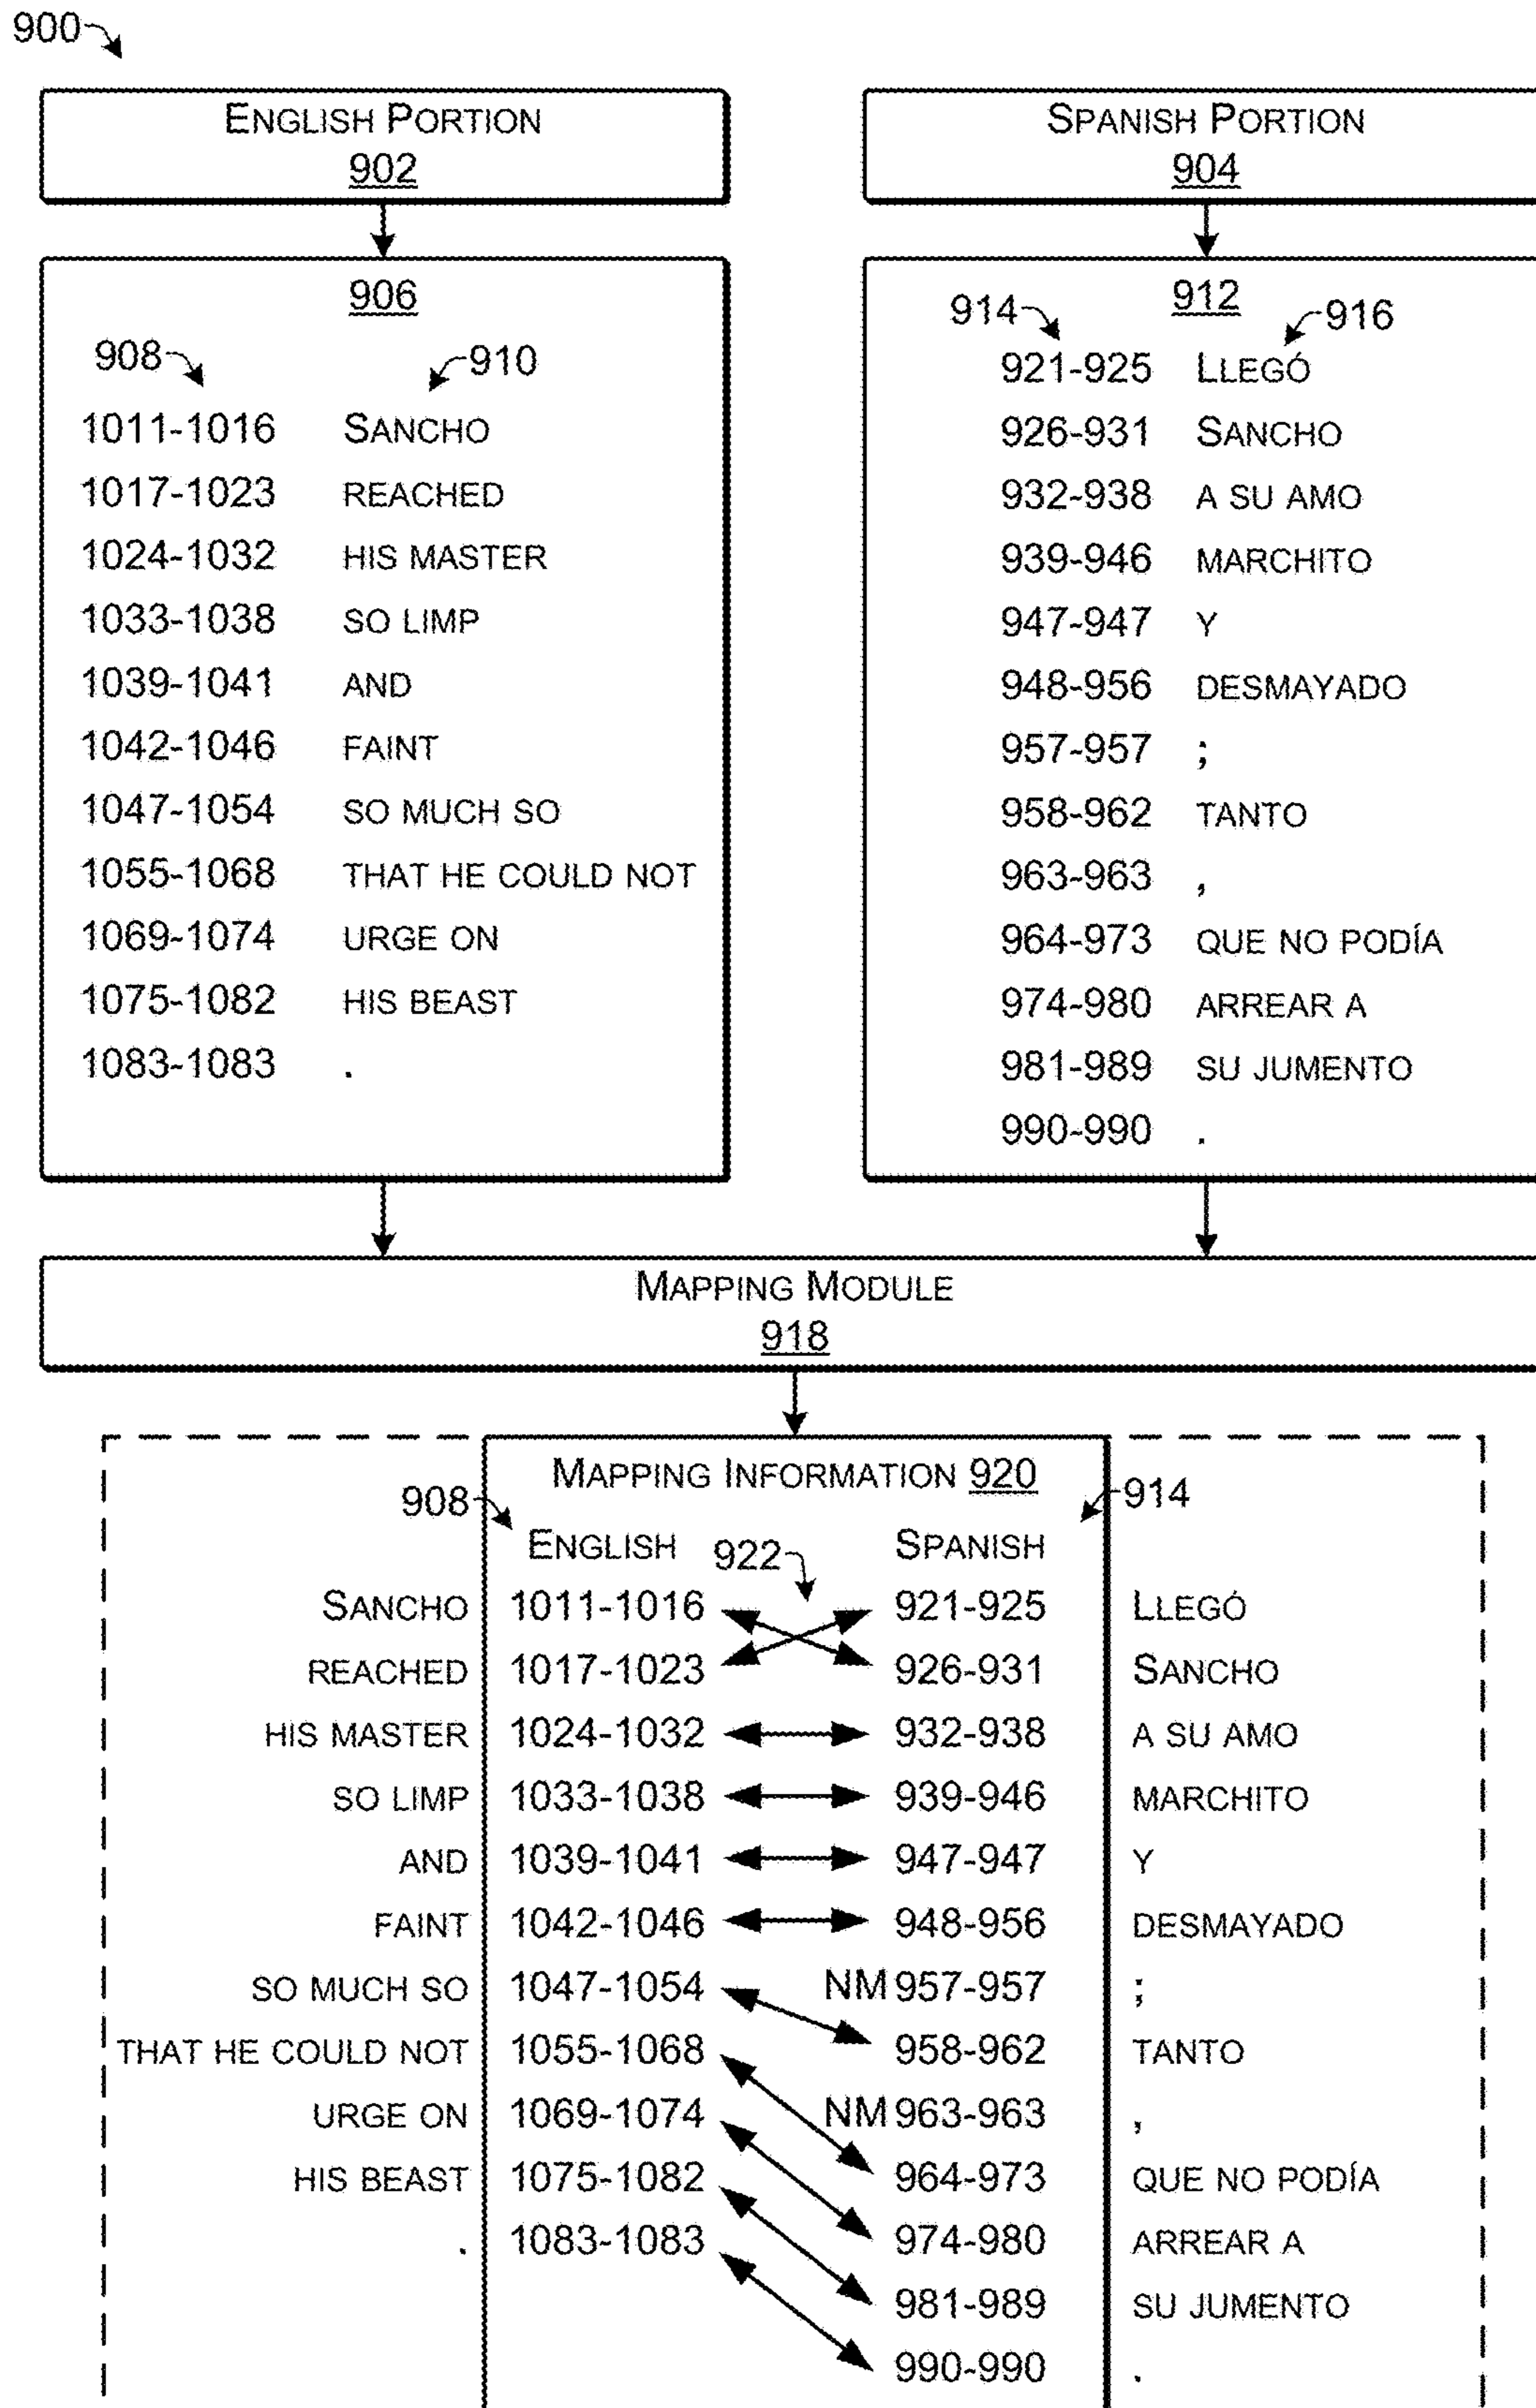 900
ENGLISH PORTION
902
SPANISH PORTION
904
906
908 910
1011-1016 SANCHO
1017-1023 REACHED
1024-1032 HIS MASTER
1033-1038 SO LIMP
1039-1041 AND
1042-1046 FAINT
1047-1054 SO MUCH SO
1055-1068 THAT HE COULD NOT
1069-1074 URGE ON
1075-1082 HIS BEAST
1083-1083 .
912
914 916
921-925 LLEGÓ
926-931 SANCHO
932-938 A SU AMO
939-946 MARCHITO
947-947 Y
948-956 DESMAYADO
957-957 ;
958-962 TANTO
963-963 ,
964-973 QUE NO PODÍA
974-980 ARREAR A
981-989 SU JUMENTO
990-990 .
MAPPING MODULE
918
MAPPING INFORMATION 920
908 914
ENGLISH 922 SPANISH
SANCHO 1011-1016 921-925 LLEGÓ
REACHED 1017-1023 926-931 SANCHO
HIS MASTER 1024-1032 932-938 A SU AMO
SO LIMP 1033-1038 939-946 MARCHITO
AND 1039-1041 947-947 Y
FAINT 1042-1046 948-956 DESMAYADO
SO MUCH SO 1047-1054 NM 957-957 ;
THAT HE COULD NOT 1055-1068 958-962 TANTO
URGE ON 1069-1074 NM 963-963 ,
HIS BEAST 1075-1082 964-973 QUE NO PODÍA
. 1083-1083 974-980 ARREAR A
981-989 SU JUMENTO
990-990 .